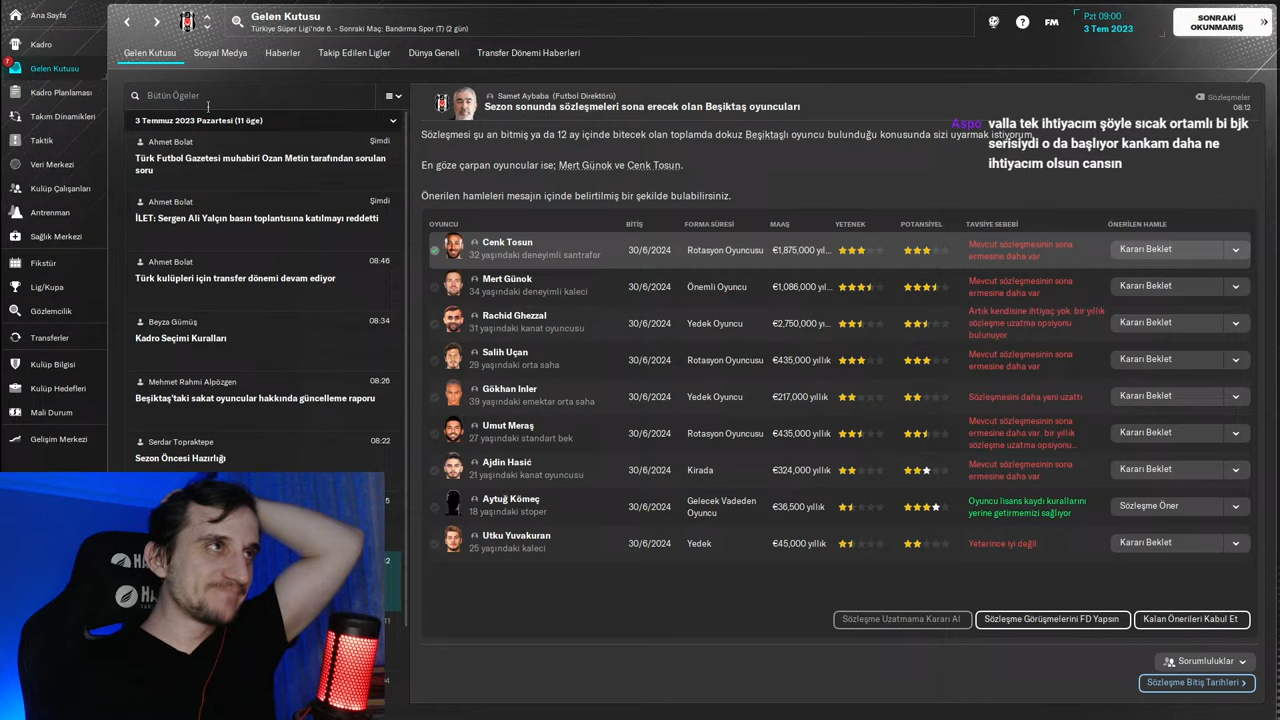 Ana Sayfa
Kadro
7
Gelen Kutusu
Kadro Planlaması
Takım Dinamikleri
Taktik
Veri Merkezi
Kulüp Çalışanları
Antrenman
Sağlık Merkezi
Fikstür
Lig/Kupa
Gözlemcilik
Transferler
Kulüp Bilgisi
Kulüp Hedefleri
Mali Durum
Gelişim Merkezi
Gelen Kutusu
Türkiye Süper Ligi'nde 6. - Sonraki Maç: Bandırma Spor (T) (2 gün)
FM
Pzt 09:00
3 Tem 2023
SONRAKİ
OKUNMAMIŞ
Gelen Kutusu
Sosyal Medya
Haberler
Takip Edilen Ligler
Dünya Geneli
Transfer Dönemi Haberleri
Bütün Ögeler
3 Temmuz 2023 Pazartesi (11 öge)
Ahmet Bolat Şimdi
Türk Futbol Gazetesi muhabiri Ozan Metin tarafından sorulan
soru
Ahmet Bolat Şimdi
İLET: Sergen Ali Yalçın basın toplantısına katılmayı reddetti
Ahmet Bolat 08:46
Türk kulüpleri için transfer dönemi devam ediyor
Beyza Gümüş 08:34
Kadro Seçimi Kuralları
Mehmet Rahmi Alpözgen 08:26
Beşiktaş'taki sakat oyuncular hakkında güncelleme raporu
Serdar Topraktepe 08:22
Sezon Öncesi Hazırlığı
Samet Aybaba (Futbol Direktörü)
Sezon sonunda sözleşmeleri sona erecek olan Beşiktaş oyuncuları
Sözleşmeler
08:12
Sözleşmesi şu an bitmiş ya da 12 ay içinde bitecek olan toplamda dokuz Beşiktaşlı oyuncu bulunduğu konusunda sizi uyarmak istiyorum.
Aspo valla tek ihtiyacım şöyle sıcak ortamlı bi bjk
serisiydi o da başlıyor kankam daha ne
ihtiyacım olsun cansın
En göze çarpan oyuncular ise; Mert Günok ve Cenk Tosun.
Önerilen hamleleri mesajın içinde belirtilmiş bir şekilde bulabilirsiniz.
OYUNCU BİTİŞ FORMA SÜRESİ MAAŞ YETENEK POTANSİYEL TAVSİYE SEBEBİ ÖNERİLEN HAMLE
Cenk Tosun
32 yaşındaki deneyimli santrafor
30/6/2024 Rotasyon Oyuncusu €1,875,000 yıl...
Mevcut sözleşmesinin sona
ermesine daha var
Kararı Beklet
Mert Günok
34 yaşındaki deneyimli kaleci
30/6/2024 Önemli Oyuncu €1,086,000 yıl...
Mevcut sözleşmesinin sona
ermesine daha var
Kararı Beklet
Rachid Ghezzal
31 yaşındaki kanat oyuncusu
30/6/2024 Yedek Oyuncu €2,750,000 yıl...
Artık kendisine ihtiyaç yok. bir yıllık
sözleşme uzatma opsiyonu
bulunuyor
Kararı Beklet
Salih Uçan
29 yaşındaki orta saha
30/6/2024 Rotasyon Oyuncusu €435,000 yıllık
Mevcut sözleşmesinin sona
ermesine daha var
Kararı Beklet
Gökhan Inler
39 yaşındaki emektar orta saha
30/6/2024 Yedek Oyuncu €217,000 yıllık
Sözleşmesini daha yeni uzattı
Kararı Beklet
Umut Meraş
27 yaşındaki standart bek
30/6/2024 Rotasyon Oyuncusu €435,000 yıllık
Mevcut sözleşmesinin sona
ermesine daha var. bir yıllık
sözleşme uzatma opsiyonu...
Kararı Beklet
Ajdin Hasić
21 yaşındaki kanat oyuncusu
30/6/2024 Kirada €324,000 yıllık
Mevcut sözleşmesinin sona
ermesine daha var
Kararı Beklet
Aytuğ Kömeç
18 yaşındaki stoper
30/6/2024 Gelecek Vadeden
Oyuncu
€36,500 yıllık
Oyuncu lisans kaydı kurallarını
yerine getirmemizi sağlıyor
Sözleşme Öner
Utku Yuvakuran
25 yaşındaki kaleci
30/6/2024 Yedek €45,000 yıllık
Yeterince iyi değil
Kararı Beklet
Sözleşme Uzatmama Kararı Al
Sözleşme Görüşmelerini FD Yapsın
Kalan Önerileri Kabul Et
Sorumluluklar
Sözleşme Bitiş Tarihleri